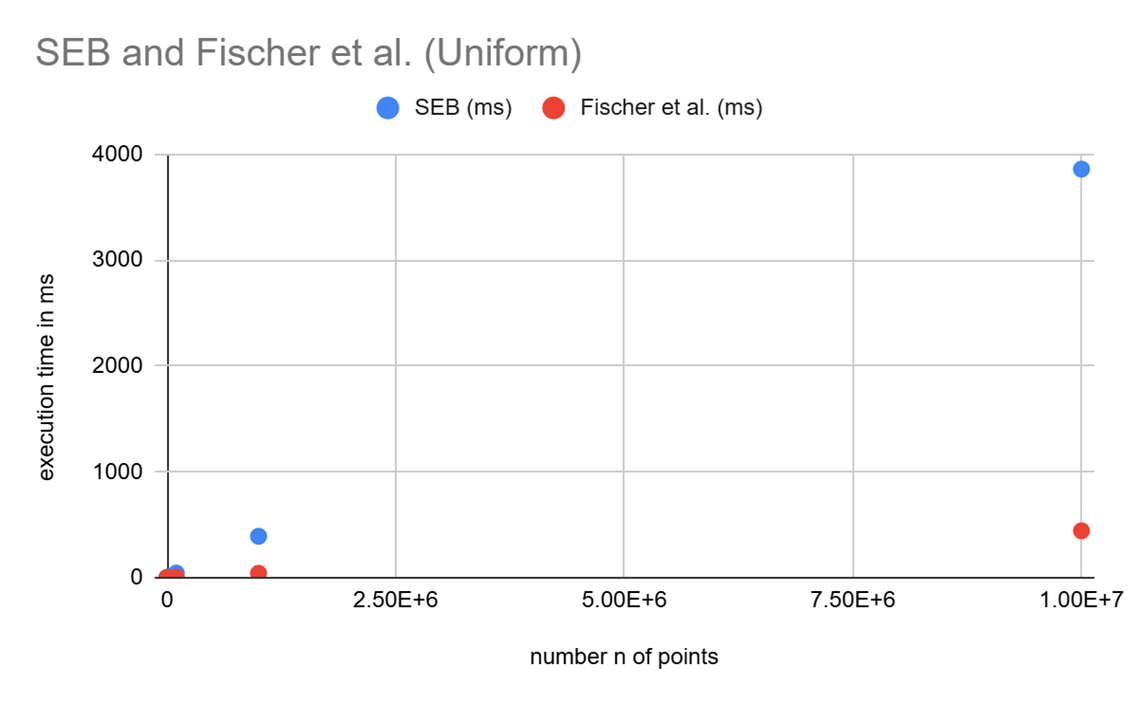 SEB and Fischer et al. (Uniform)
SEB (ms) Fischer et al. (ms)
4000
3000
2000
1000
0
execution time in ms
0 2.50E+6 5.00E+6 7.50E+6 1.00E+7
number n of points